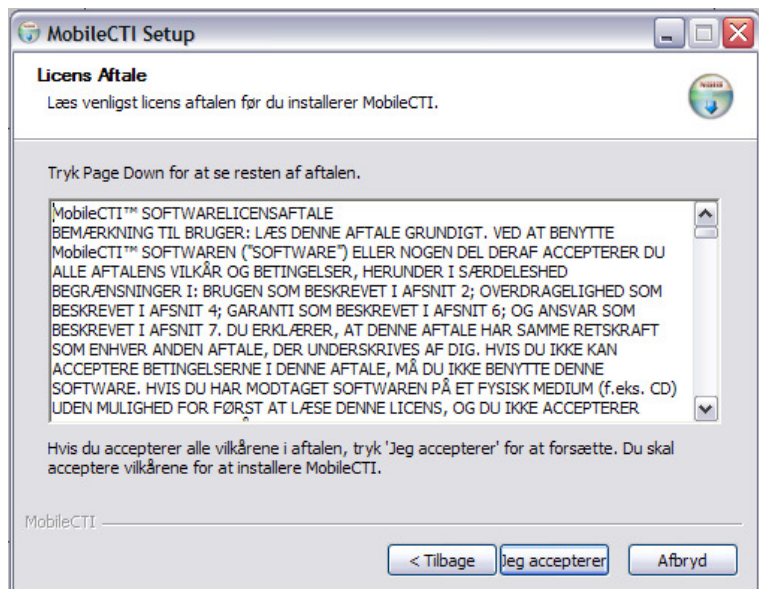 MobileCTI Setup
Licens Aftale
Læs venligst licens aftalen før du installerer MobileCTI.
Tryk Page Down for at se resten af aftalen.
MobileCTI™ SOFTWARELICENSAFTALE
BEMÆRKNING TIL BRUGER: LÆS DENNE AFTALE GRUNDIGT. VED AT BENYTTE
MobileCTI™ SOFTWAREN ("SOFTWARE") ELLER NOGEN DEL DERAF ACCEPTERER DU
ALLE AFTALENS VILKÅR OG BETINGELSER, HERUNDER I SÆRDELESHED
BEGRÆNSNINGER I: BRUGEN SOM BESKREVET I AFSNIT 2; OVERDRAGELIGHED SOM
BESKREVET I AFSNIT 4; GARANTI SOM BESKREVET I AFSNIT 6; OG ANSVAR SOM
BESKREVET I AFSNIT 7. DU ERKLÆRER, AT DENNE AFTALE HAR SAMME RETSKRAFT
SOM ENHVER ANDEN AFTALE, DER UNDERSKRIVES AF DIG. HVIS DU IKKE KAN
ACCEPTERE BETINGELSERNE I DENNE AFTALE, MÅ DU IKKE BENYTTE DENNE
SOFTWARE. HVIS DU HAR MODTAGET SOFTWAREN PÅ ET FYSISK MEDIUM (f.eks. CD)
UDEN MULIGHED FOR FØRST AT LÆSE DENNE LICENS, OG DU IKKE ACCEPTERER
Hvis du accepterer alle vilkårene i aftalen, tryk 'Jeg accepterer' for at forsætte. Du skal
acceptere vilkårene for at installere MobileCTI.
MobileCTI
< Tilbage
Jeg accepterer
Afbryd